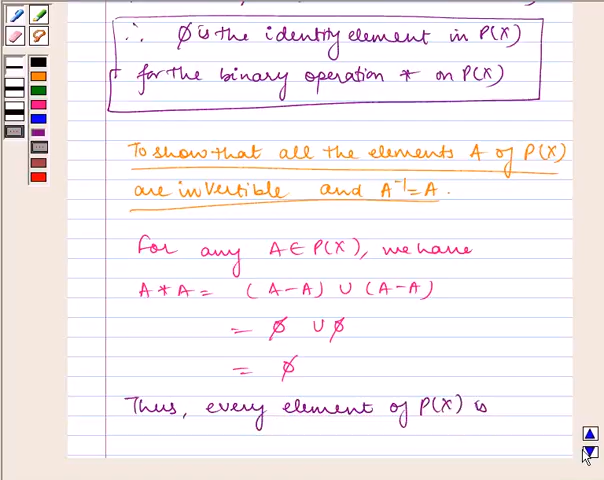 ∴ ϕ is the identity element in P(X)
for the binary operation * on P(X)
To show that all the elements A of P(X)
are invertible and A⁻¹=A.
For any A∈P(X), we have
A*A= (A-A) ∪ (A-A)
= ϕ ∪ ϕ
= ϕ
Thus, every element of P(X) is